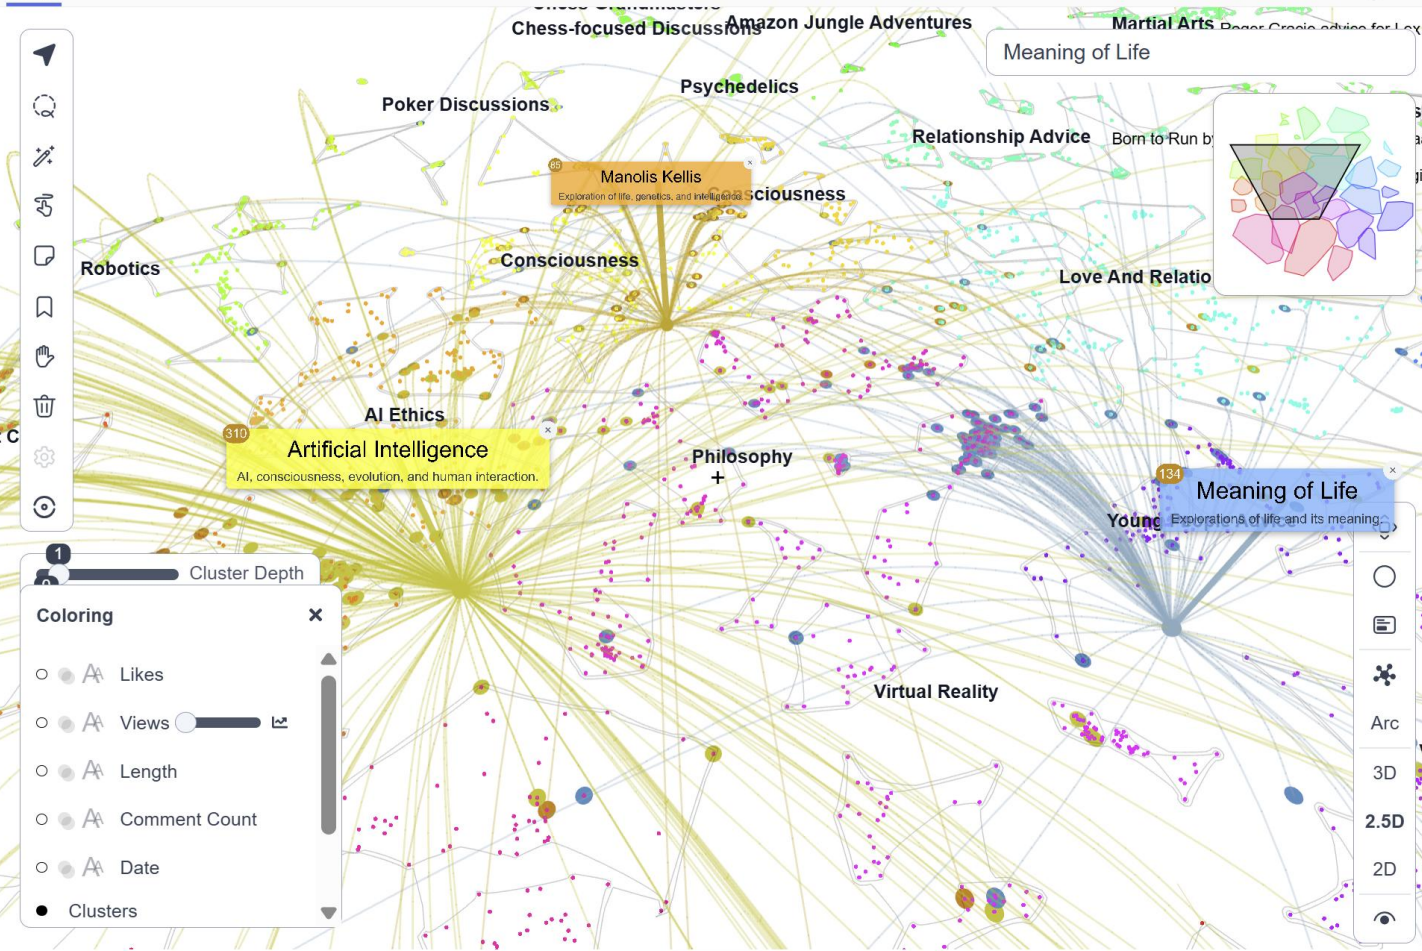 Chess Grandmasters
Chess-focused Discussions
Amazon Jungle Adventures
Martial Arts
Meaning of Life
Psychedelics
Poker Discussions
Relationship Advice
Born to Run by
85
Manolis Kellis
Exploration of life, genetics, and intelligence.
Consciousness
Consciousness
Robotics
Love And Relatio
AI Ethics
310
Artificial Intelligence
AI, consciousness, evolution, and human interaction.
Philosophy
134
Meaning of Life
Explorations of life and its meaning.
Young
1
Cluster Depth
Coloring
Likes
Views
Length
Comment Count
Date
Clusters
Virtual Reality
Arc
3D
2.5D
2D